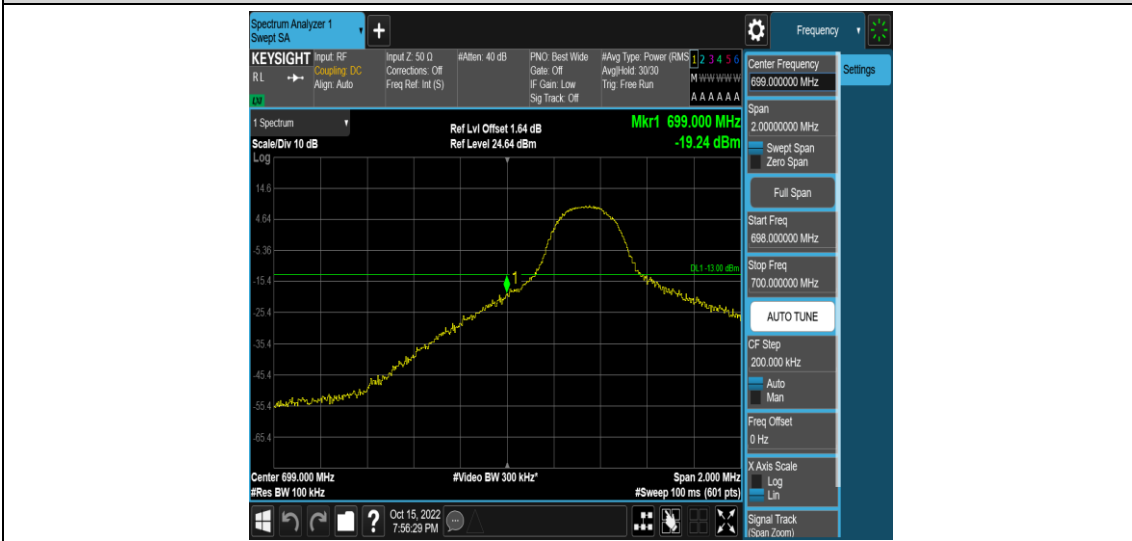 Spectrum Analyzer 1
Swept SA
+
Frequency
KEYSIGHT
RL
LXI
Input: RF
Coupling: DC
Align: Auto
Input Z: 50 Ω
Corrections: Off
Freq Ref: Int (S)
#Atten: 40 dB
PNO: Best Wide
Gate: Off
IF Gain: Low
Sig Track: Off
#Avg Type: Power (RMS
Avg|Hold: 30/30
Trig: Free Run
1 2 3 4 5 6
M W W W W W
A A A A A A
1 Spectrum
Scale/Div 10 dB
Ref Lvl Offset 1.64 dB
Ref Level 24.64 dBm
Mkr1 699.000 MHz
-19.24 dBm
Log
14.6
4.64
-5.36
-15.4
-25.4
-35.4
-45.4
-55.4
-65.4
1
DL1 -13.00 dBm
Center 699.000 MHz
#Res BW 100 kHz
#Video BW 300 kHz*
Span 2.000 MHz
#Sweep 100 ms (601 pts)
Oct 15, 2022
7:56:29 PM
?
Center Frequency
699.000000 MHz
Settings
Span
2.00000000 MHz
Swept Span
Zero Span
Full Span
Start Freq
698.000000 MHz
Stop Freq
700.000000 MHz
AUTO TUNE
CF Step
200.000 kHz
Auto
Man
Freq Offset
0 Hz
X Axis Scale
Log
Lin
Signal Track
(Span Zoom)